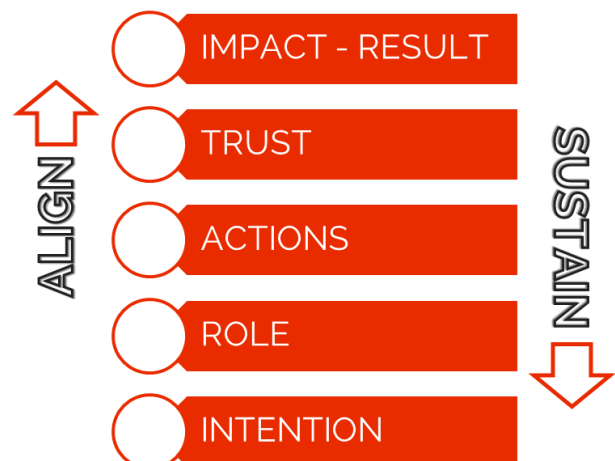 IMPACT - RESULT
TRUST
ACTIONS
ROLE
INTENTION
ALIGN
SUSTAIN